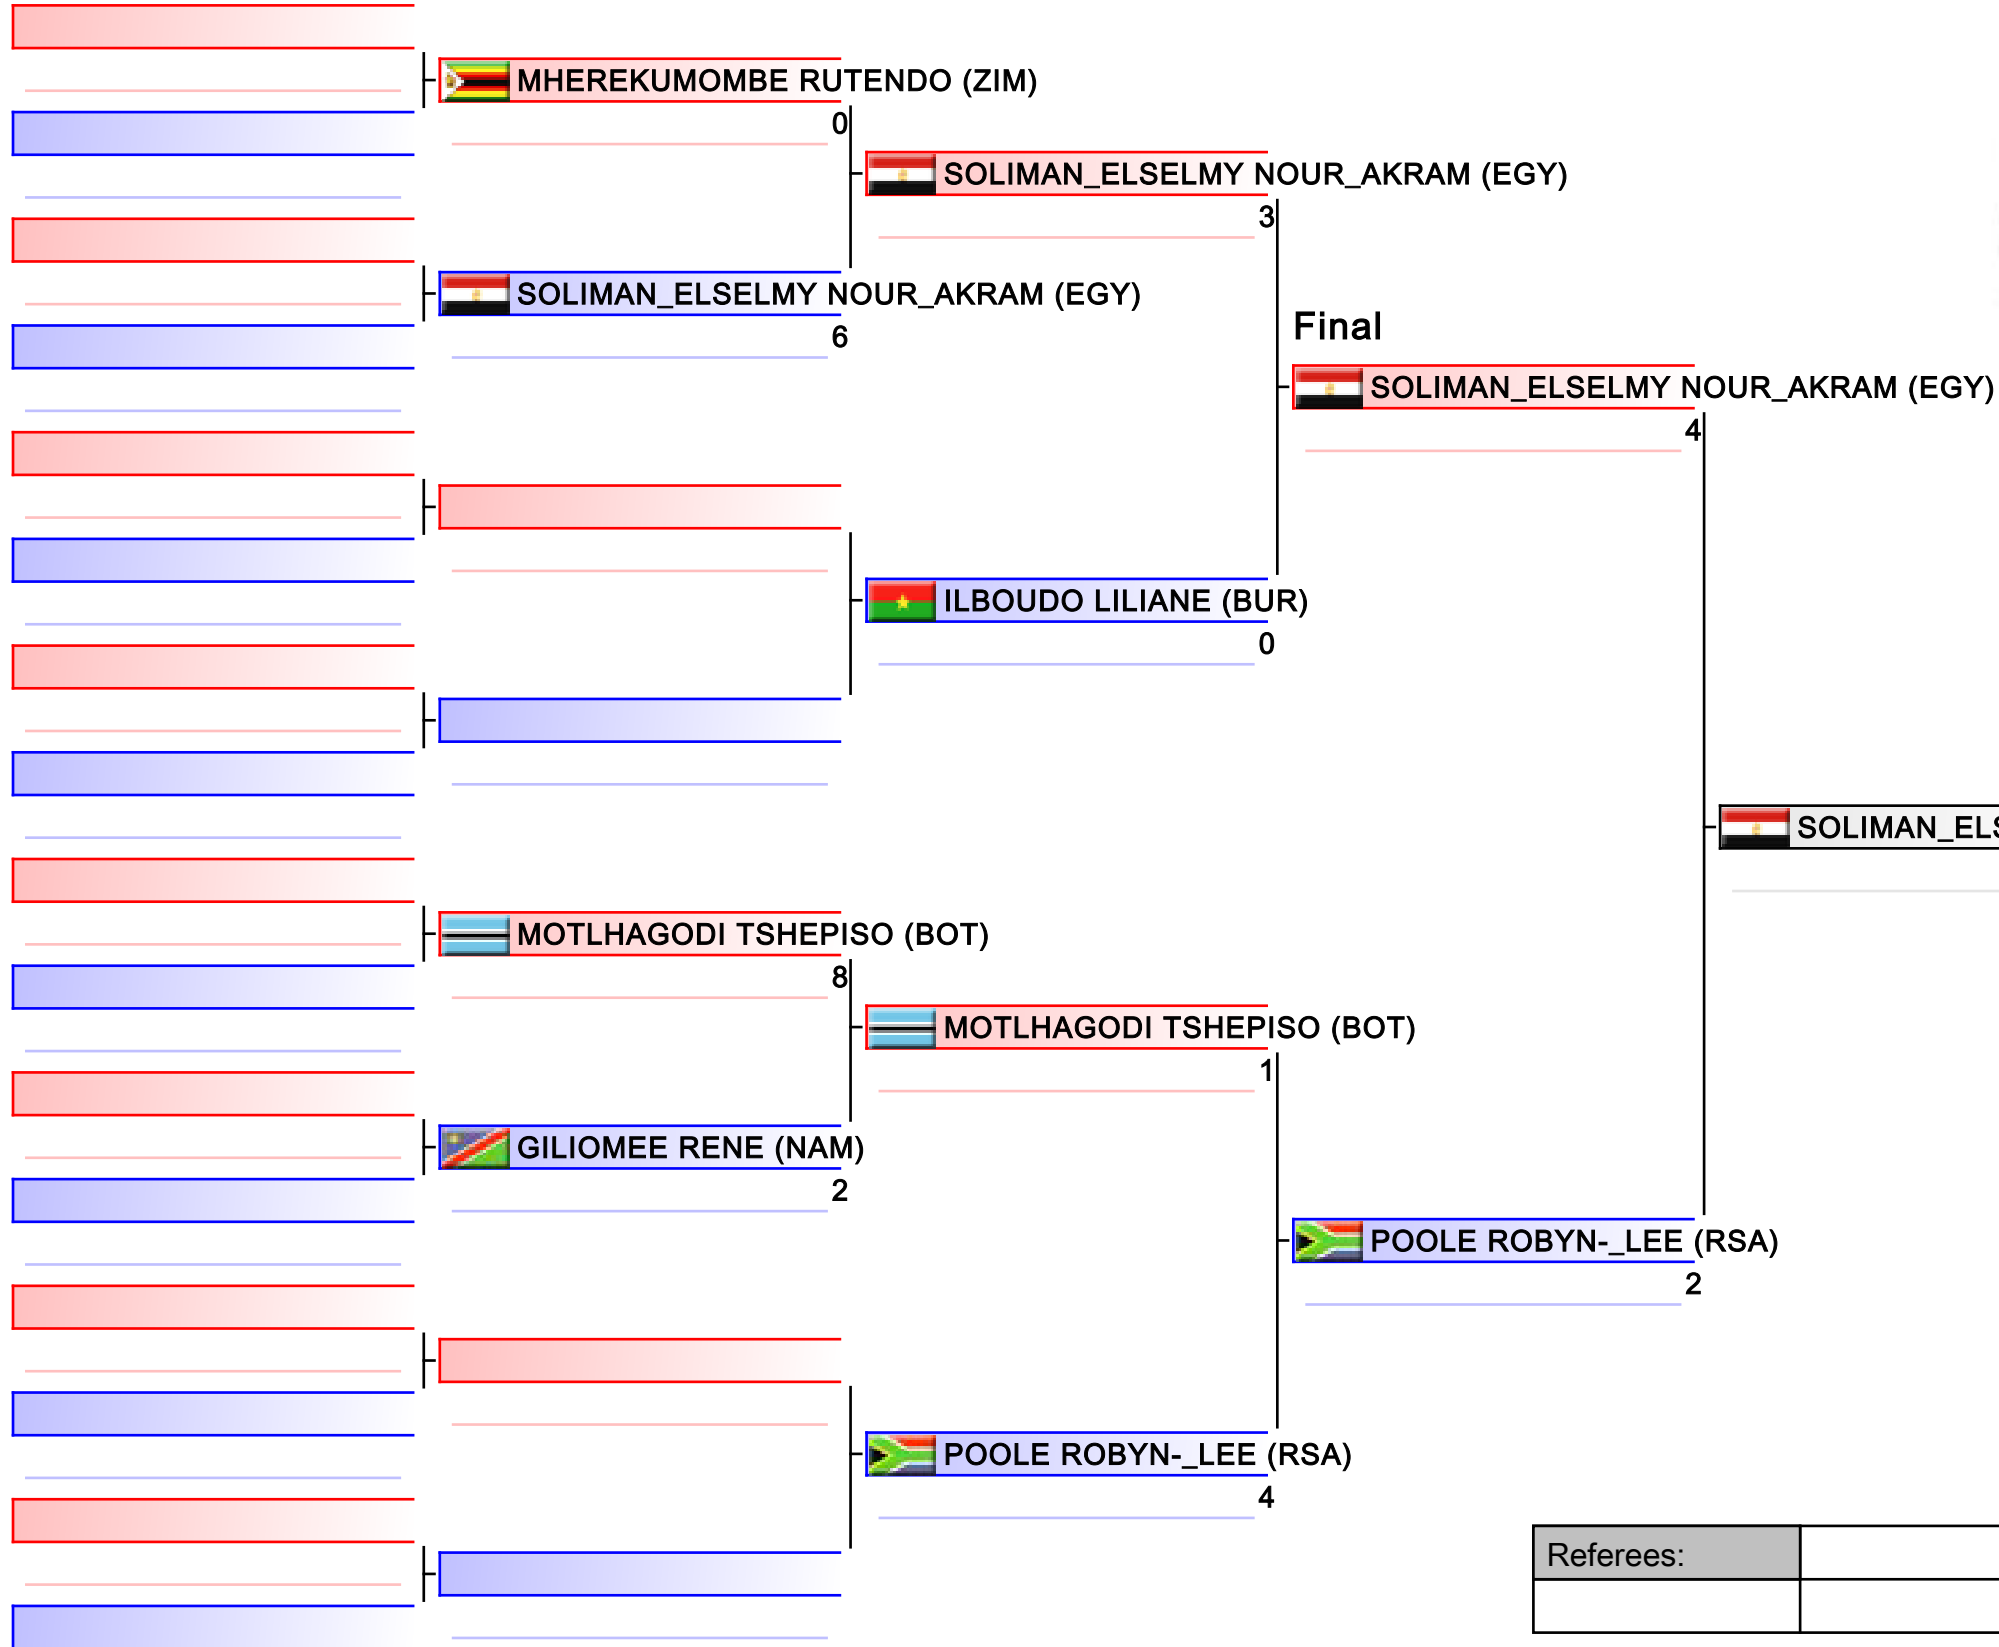 MHEREKUMOMBE RUTENDO (ZIM)
0
SOLIMAN_ELSELMY NOUR_AKRAM (EGY)
3
SOLIMAN_ELSELMY NOUR_AKRAM (EGY)
6
Final
SOLIMAN_ELSELMY NOUR_AKRAM (EGY)
4
ILBOUDO LILIANE (BUR)
0
SOLIMAN_ELS
MOTLHAGODI TSHEPISO (BOT)
8
MOTLHAGODI TSHEPISO (BOT)
1
GILIOMEE RENE (NAM)
2
POOLE ROBYN-_LEE (RSA)
2
POOLE ROBYN-_LEE (RSA)
4
Referees: